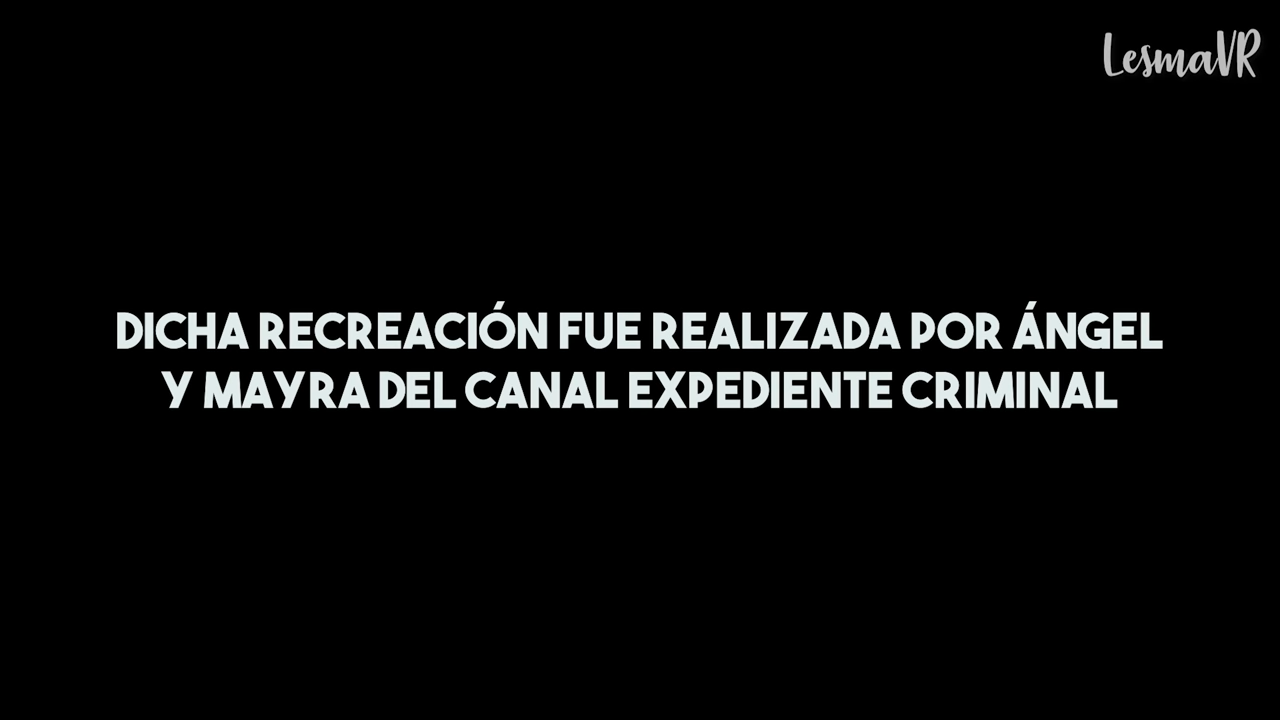 LesmaVR
DICHA RECREACIÓN FUE REALIZADA POR ÁNGEL
Y MAYRA DEL CANAL EXPEDIENTE CRIMINAL